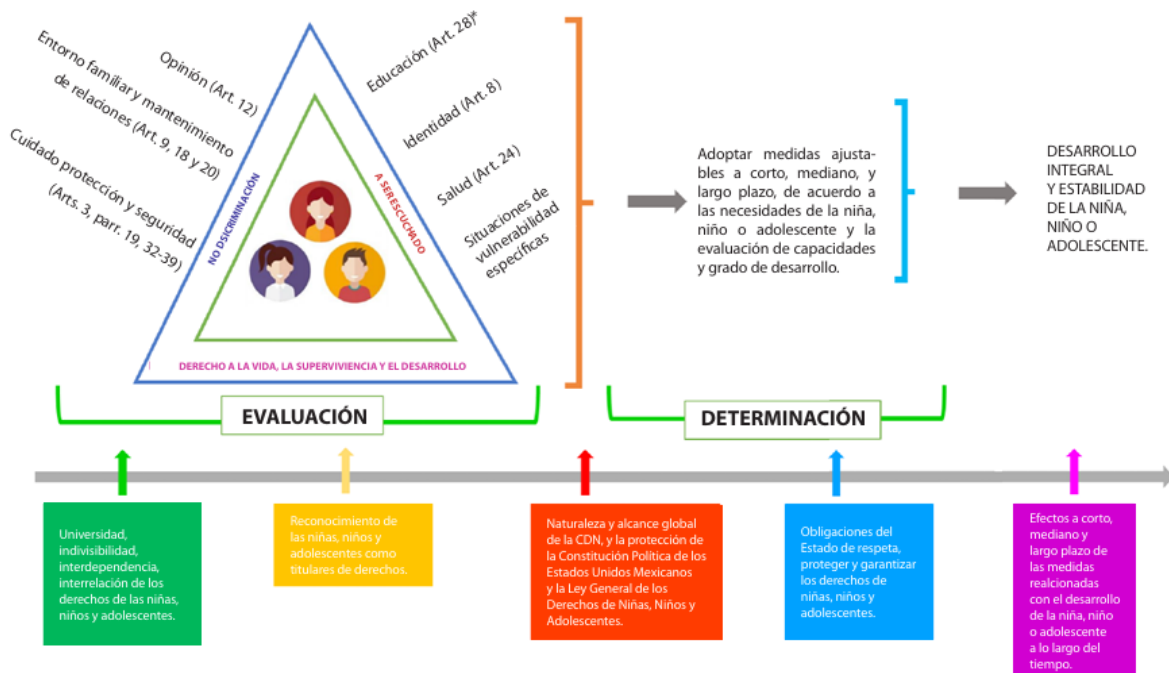 Opinión (Art. 12)
Entorno familiar y mantenimiento
de relaciones (Art. 9, 18 y 20)
Cuidado protección y seguridad
(Arts. 3, parr. 19, 32-39)
Educación (Art. 28)*
Identidad (Art. 8)
Salud (Art. 24)
Situaciones de
vulnerabilidad
específicas
NO DSICRIMINACIÓN
A SER ESCUCHADO
DERECHO A LA VIDA, LA SUPERVIVIENCIA Y EL DESARROLLO
Adoptar medidas ajusta-
bles a corto, mediano, y
largo plazo, de acuerdo a
las necesidades de la niña,
niño o adolescente y la
evaluación de capacidades
y grado de desarrollo.
DESARROLLO
INTEGRAL
Y ESTABILIDAD
DE LA NIÑA,
NIÑO O
ADOLESCENTE.
EVALUACIÓN
DETERMINACIÓN
Universidad,
indivisibilidad,
interdependencia,
interrelación de los
derechos de las niñas,
niños y adolescentes.
Reconocimiento de
las niñas, niños y
adolescentes como
titulares de derechos.
Naturaleza y alcance global
de la CDN, y la protección de
la Constitución Política de los
Estados Unidos Mexicanos
y la Ley General de los
Derechos de Niñas, Niños y
Adolescentes.
Obligaciones del
Estado de respeta,
proteger y garantizar
los derechos de
niñas, niños y
adolescentes.
Efectos a corto,
mediano y
largo plazo de
las medidas
realcionadas
con el desarrollo
de la niña, niño
o adolescente
a lo largo del
tiempo.